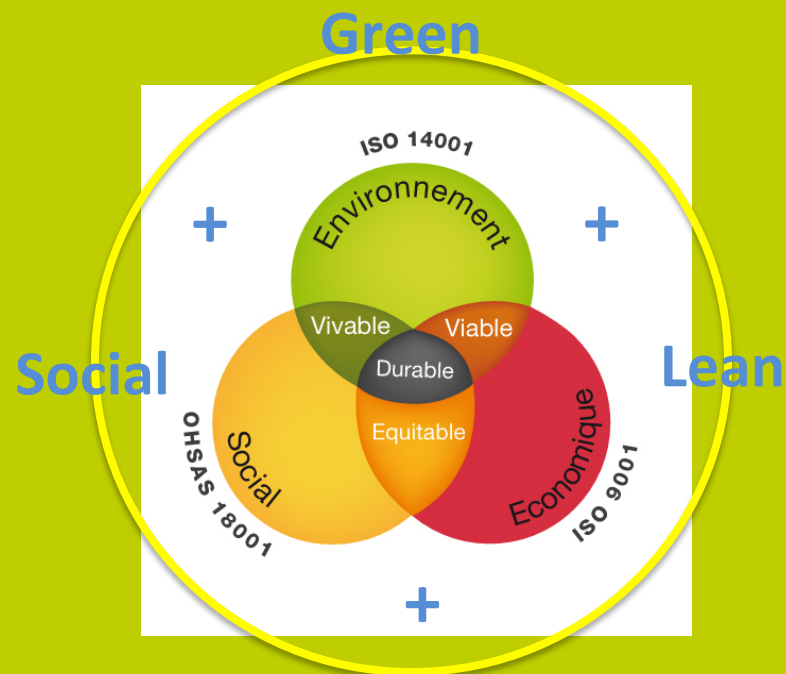 Green
ISO 14001
Environnement
+
+
Vivable
Viable
Social
Durable
Lean
Equitable
Social
Economique
OHSAS 18001
ISO 9001
+